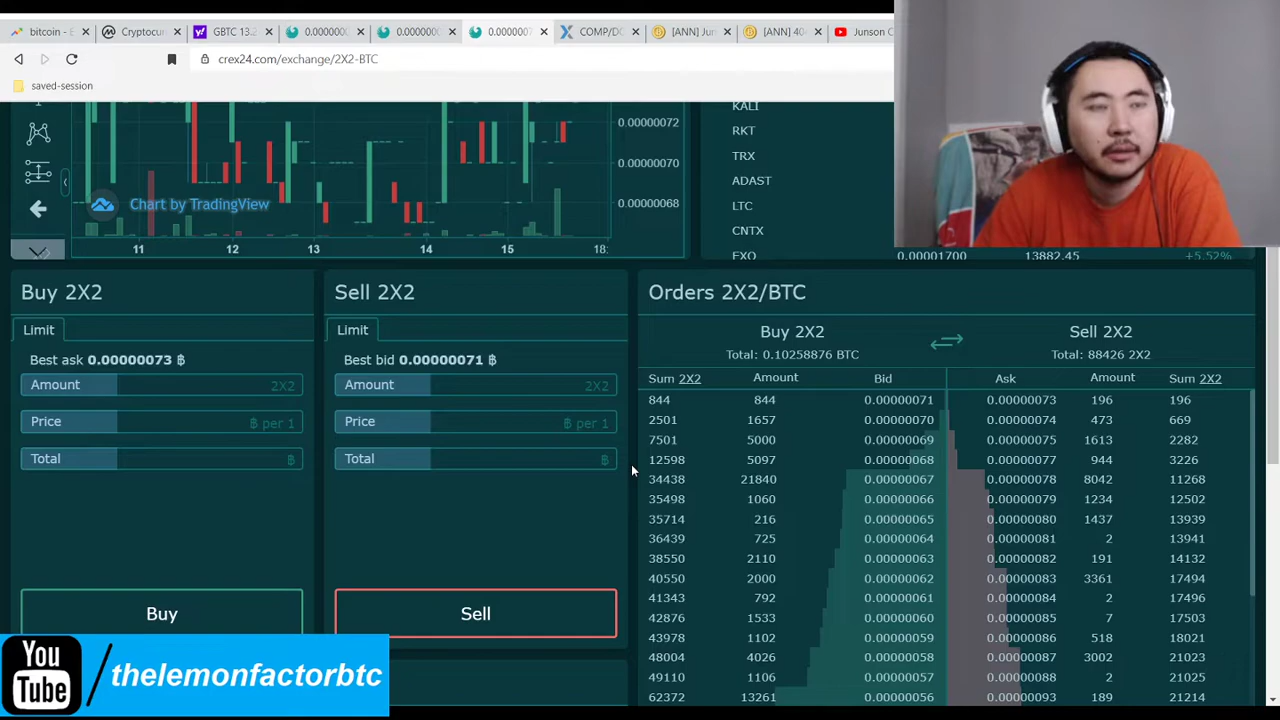 bitcoin - E
Cryptocur
GBTC 13.2
0.0000000
0.0000000
0.0000007
COMP/DO
[ANN] Jun
[ANN] 40
Junson C
crex24.com/exchange/2X2-BTC
saved-session
0.00000072
0.00000070
0.00000068
Chart by TradingView
11 12 13 14 15 18:
KALI
RKT
TRX
ADAST
LTC
CNTX
EXO 0.00001700 13882.45 +5.52%
Buy 2X2
Limit
Best ask 0.00000073 ฿
Amount 2X2
Price ฿ per 1
Total ฿
Buy
Sell 2X2
Limit
Best bid 0.00000071 ฿
Amount 2X2
Price ฿ per 1
Total ฿
Sell
Orders 2X2/BTC
Buy 2X2 Sell 2X2
Total: 0.10258876 BTC Total: 88426 2X2
Sum 2X2 Amount Bid Ask Amount Sum 2X2
844 844 0.00000071 0.00000073 196 196
2501 1657 0.00000070 0.00000074 473 669
7501 5000 0.00000069 0.00000075 1613 2282
12598 5097 0.00000068 0.00000077 944 3226
34438 21840 0.00000067 0.00000078 8042 11268
35498 1060 0.00000066 0.00000079 1234 12502
35714 216 0.00000065 0.00000080 1437 13939
36439 725 0.00000064 0.00000081 2 13941
38550 2110 0.00000063 0.00000082 191 14132
40550 2000 0.00000062 0.00000083 3361 17494
41343 792 0.00000061 0.00000084 2 17496
42876 1533 0.00000060 0.00000085 7 17503
43978 1102 0.00000059 0.00000086 518 18021
48004 4026 0.00000058 0.00000087 3002 21023
49110 1106 0.00000057 0.00000088 2 21025
62372 13261 0.00000056 0.00000093 189 21214
You Tube /thelemonfactorbtc